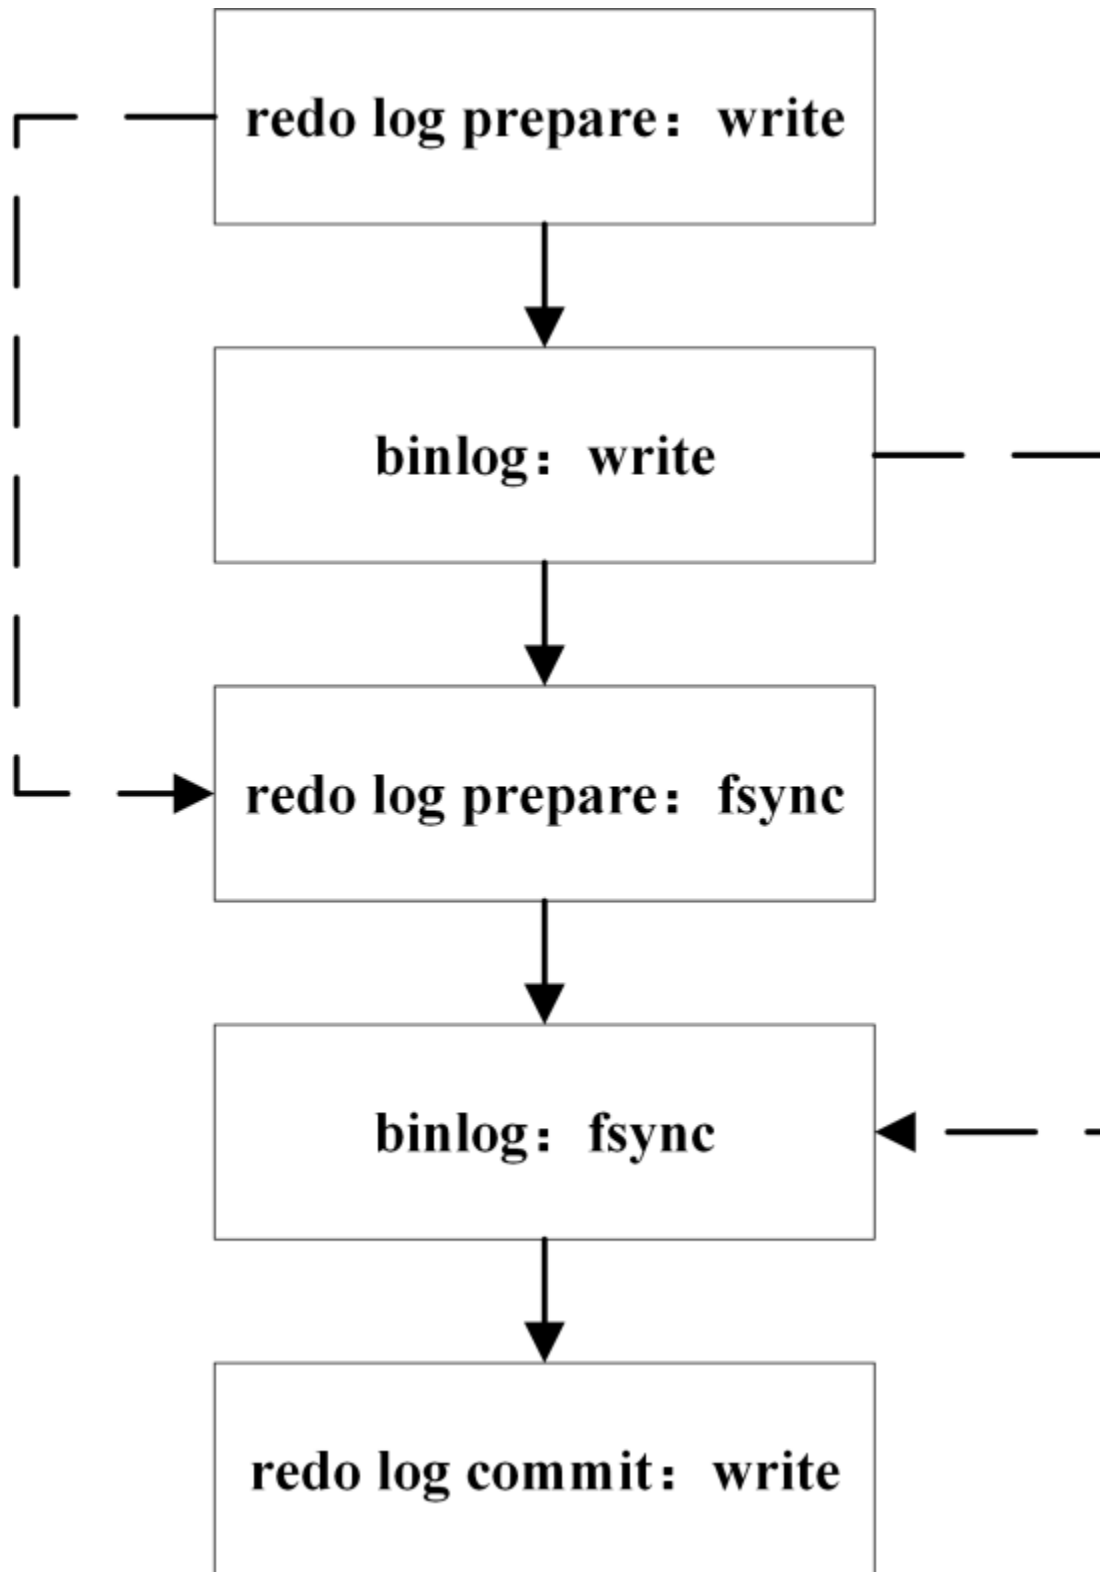 redo log prepare：write
binlog：write
redo log prepare：fsync
binlog：fsync
redo log commit：write